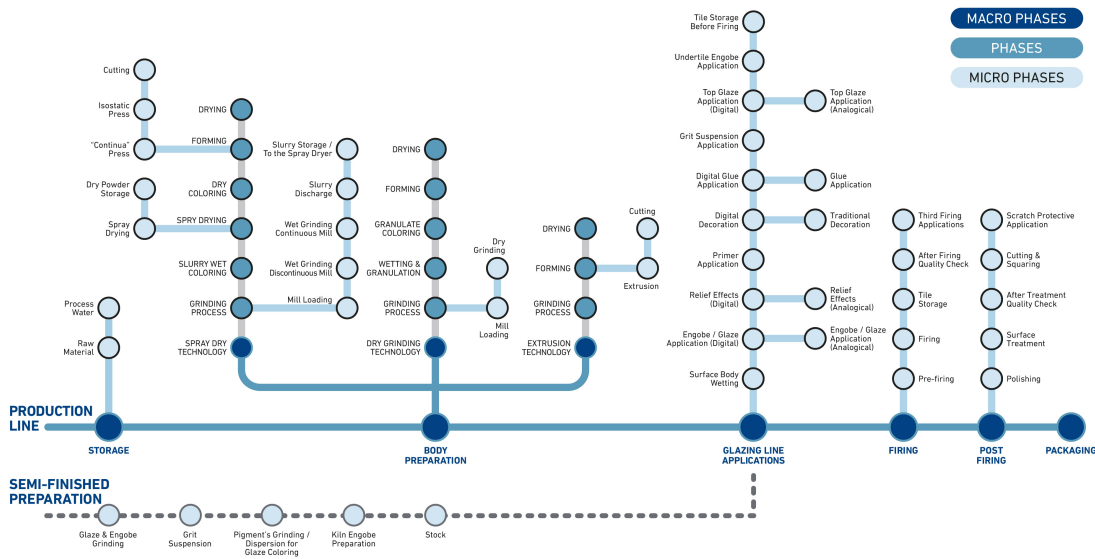 MACRO PHASES
PHASES
MICRO PHASES
Cutting
Isostatic
Press
"Continua"
Press
Dry Powder
Storage
Spray
Drying
Process
Water
Raw
Material
DRYING
FORMING
DRY
COLORING
SPRY DRYING
SLURRY WET
COLORING
GRINDING
PROCESS
SPRAY DRY
TECHNOLOGY
Slurry Storage /
To the Spray Dryer
Slurry
Discharge
Wet Grinding
Continuous Mill
Wet Grinding
Discontinuous Mill
Mill Loading
DRYING
FORMING
GRANULATE
COLORING
WETTING &
GRANULATION
GRINDING
PROCESS
DRY GRINDING
TECHNOLOGY
Dry
Grinding
Mill
Loading
DRYING
FORMING
GRINDING
PROCESS
EXTRUSION
TECHNOLOGY
Cutting
Extrusion
Tile Storage
Before Firing
Undertile Engobe
Application
Top Glaze
Application
(Digital)
Top Glaze
Application
(Analogical)
Grit Suspension
Application
Digital Glue
Application
Glue
Application
Digital
Decoration
Traditional
Decoration
Primer
Application
Relief Effects
(Digital)
Relief
Effects
(Analogical)
Engobe / Glaze
Application (Digital)
Engobe / Glaze
Application
(Analogical)
Surface Body
Wetting
Third Firing
Applications
After Firing
Quality Check
Tile
Storage
Firing
Pre-firing
Scratch Protective
Application
Cutting &
Squaring
After Treatment
Quality Check
Surface
Treatment
Polishing
PRODUCTION
LINE
STORAGE
BODY
PREPARATION
GLAZING LINE
APPLICATIONS
FIRING
POST
FIRING
PACKAGING
SEMI-FINISHED
PREPARATION
Glaze & Engobe
Grinding
Grit
Suspension
Pigment's Grinding /
Dispersion for
Glaze Coloring
Kiln Engobe
Preparation
Stock